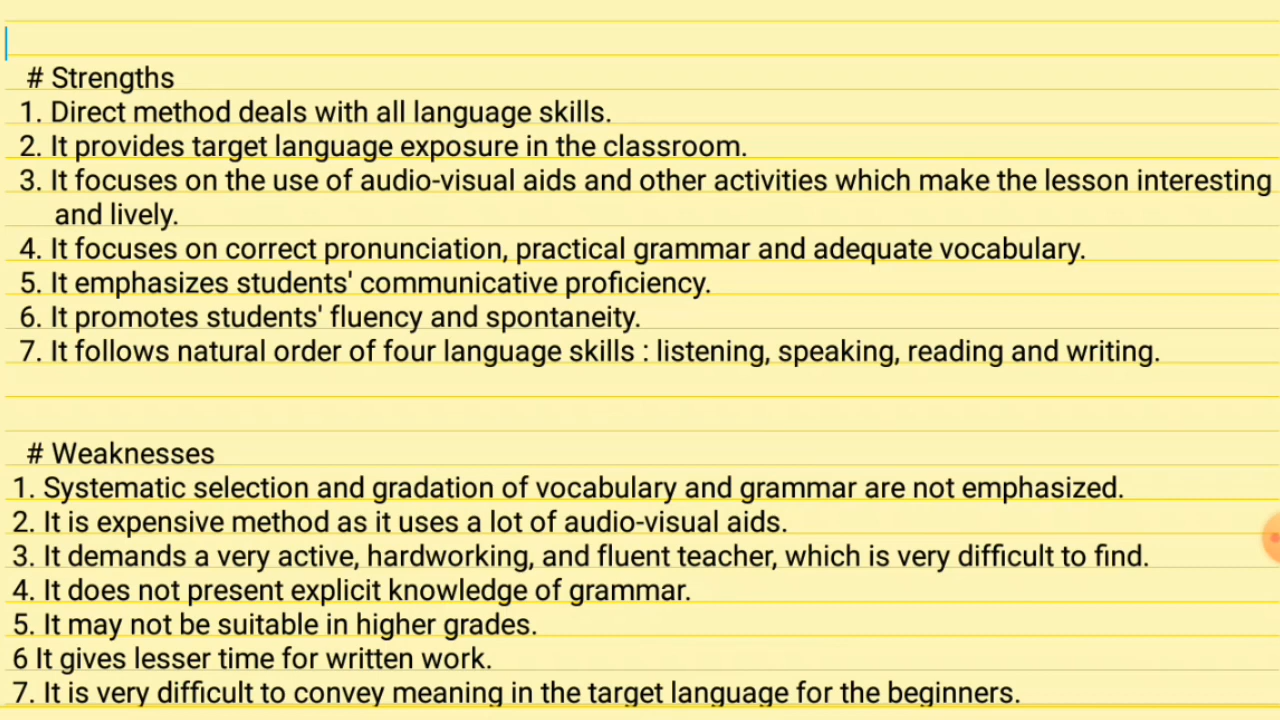 # Strengths
1. Direct method deals with all language skills.
2. It provides target language exposure in the classroom.
3. It focuses on the use of audio-visual aids and other activities which make the lesson interesting
and lively.
4. It focuses on correct pronunciation, practical grammar and adequate vocabulary.
5. It emphasizes students' communicative proficiency.
6. It promotes students' fluency and spontaneity.
7. It follows natural order of four language skills : listening, speaking, reading and writing.
# Weaknesses
1. Systematic selection and gradation of vocabulary and grammar are not emphasized.
2. It is expensive method as it uses a lot of audio-visual aids.
3. It demands a very active, hardworking, and fluent teacher, which is very difficult to find.
4. It does not present explicit knowledge of grammar.
5. It may not be suitable in higher grades.
6 It gives lesser time for written work.
7. It is very difficult to convey meaning in the target language for the beginners.